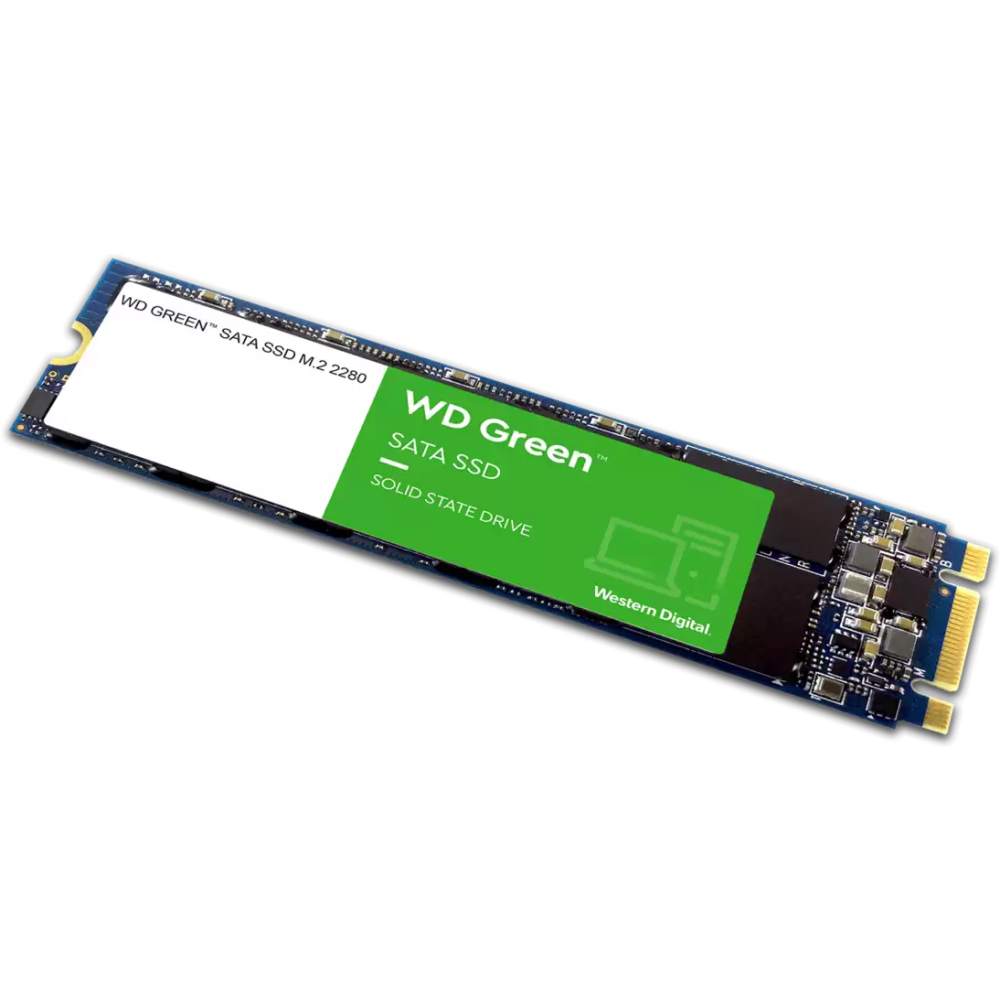 WD GREEN™ SATA SSD M.2 2280
WD Green™
SATA SSD
SOLID STATE DRIVE
Western Digital.
N
R
B
M